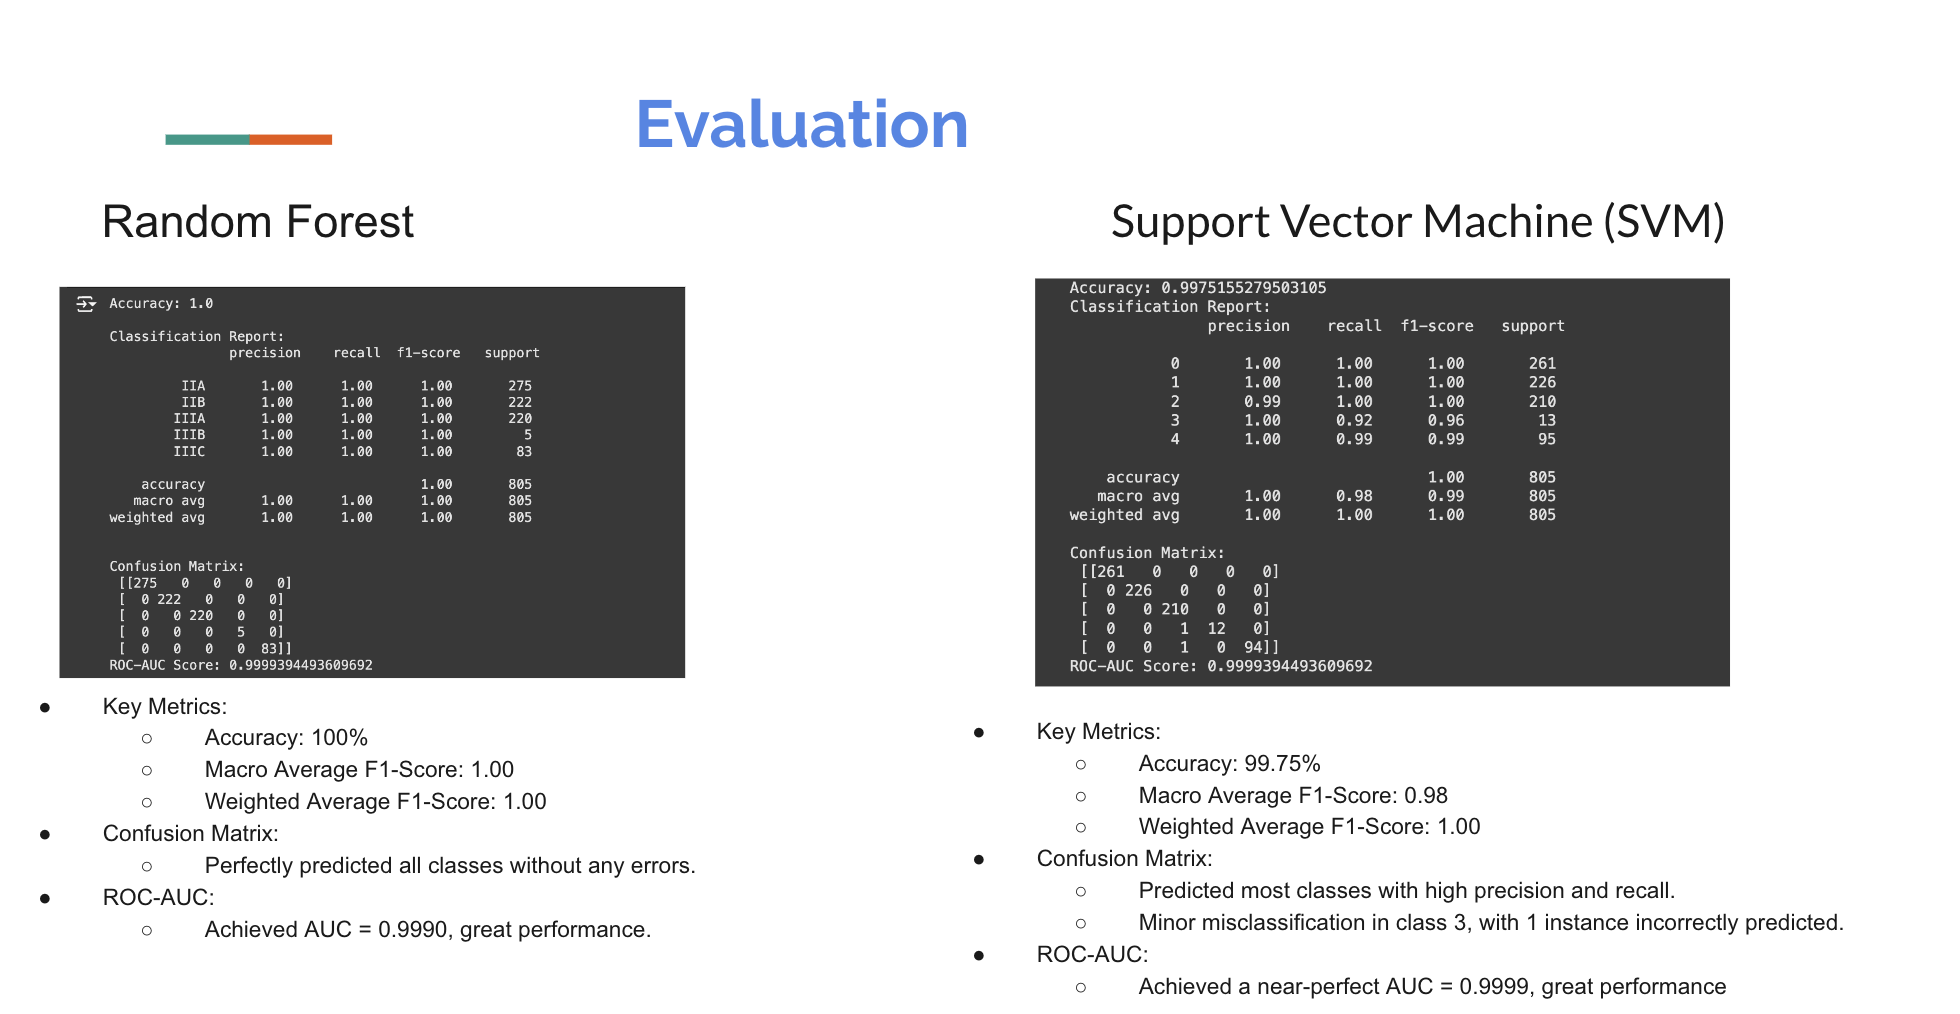 Evaluation
Random Forest
Accuracy: 1.0
Classification Report:
precision recall f1-score support
IIA 1.00 1.00 1.00 275
IIB 1.00 1.00 1.00 222
IIIA 1.00 1.00 1.00 220
IIIB 1.00 1.00 1.00 5
IIIC 1.00 1.00 1.00 83
accuracy 1.00 805
macro avg 1.00 1.00 1.00 805
weighted avg 1.00 1.00 1.00 805
Confusion Matrix:
[[275 0 0 0 0]
[ 0 222 0 0 0]
[ 0 0 220 0 0]
[ 0 0 0 5 0]
[ 0 0 0 0 83]]
ROC-AUC Score: 0.9999394493609692
● Key Metrics:
○ Accuracy: 100%
○ Macro Average F1-Score: 1.00
○ Weighted Average F1-Score: 1.00
● Confusion Matrix:
○ Perfectly predicted all classes without any errors.
● ROC-AUC:
○ Achieved AUC = 0.9990, great performance.
Support Vector Machine (SVM)
Accuracy: 0.9975155279503105
Classification Report:
precision recall f1-score support
0 1.00 1.00 1.00 261
1 1.00 1.00 1.00 226
2 0.99 1.00 1.00 210
3 1.00 0.92 0.96 13
4 1.00 0.99 0.99 95
accuracy 1.00 805
macro avg 1.00 0.98 0.99 805
weighted avg 1.00 1.00 1.00 805
Confusion Matrix:
[[261 0 0 0 0]
[ 0 226 0 0 0]
[ 0 0 210 0 0]
[ 0 0 1 12 0]
[ 0 0 1 0 94]]
ROC-AUC Score: 0.9999394493609692
● Key Metrics:
○ Accuracy: 99.75%
○ Macro Average F1-Score: 0.98
○ Weighted Average F1-Score: 1.00
● Confusion Matrix:
○ Predicted most classes with high precision and recall.
○ Minor misclassification in class 3, with 1 instance incorrectly predicted.
● ROC-AUC:
○ Achieved a near-perfect AUC = 0.9999, great performance